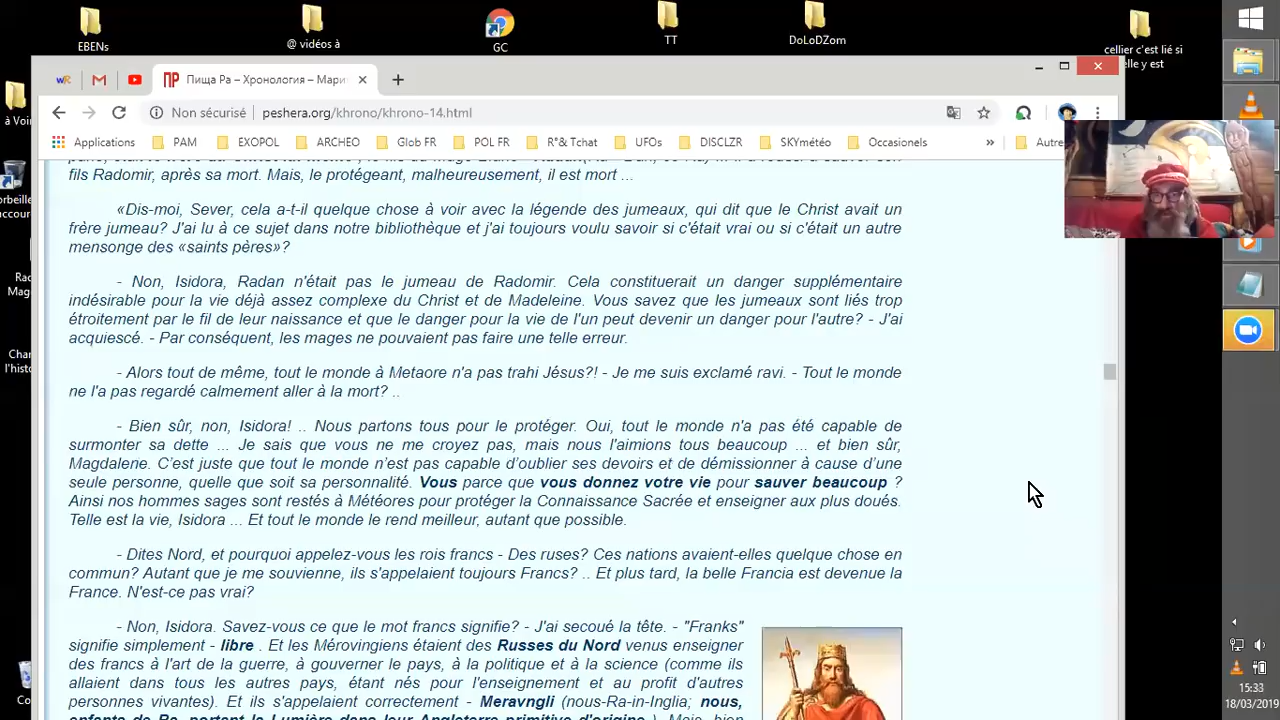 EBENs
@ vidéos à
GC
TT
DoLoDZom
cellier c'est lié si
elle y est
Пища Ра – Хронология – Мари
Non sécurisé
peshera.org/khrono/khrono-14.html
Applications PAM EXOPOL ARCHEO Glob FR POL FR R°& Tchat UFOs DISCLZR SKYmétéo Occasionels » Autre
à Voir
fils Radomir, après sa mort. Mais, le protégeant, malheureusement, il est mort ...
«Dis-moi, Sever, cela a-t-il quelque chose à voir avec la légende des jumeaux, qui dit que le Christ avait un
frère jumeau? J'ai lu à ce sujet dans notre bibliothèque et j'ai toujours voulu savoir si c'était vrai ou si c'était un autre
mensonge des «saints pères»?
- Non, Isidora, Radan n'était pas le jumeau de Radomir. Cela constituerait un danger supplémentaire
indésirable pour la vie déjà assez complexe du Christ et de Madeleine. Vous savez que les jumeaux sont liés trop
étroitement par le fil de leur naissance et que le danger pour la vie de l'un peut devenir un danger pour l'autre? - J'ai
acquiescé. - Par conséquent, les mages ne pouvaient pas faire une telle erreur.
- Alors tout de même, tout le monde à Metaore n'a pas trahi Jésus?! - Je me suis exclamé ravi. - Tout le monde
ne l'a pas regardé calmement aller à la mort? ..
- Bien sûr, non, Isidora! .. Nous partons tous pour le protéger. Oui, tout le monde n'a pas été capable de
surmonter sa dette ... Je sais que vous ne me croyez pas, mais nous l'aimions tous beaucoup ... et bien sûr,
Magdalene. C'est juste que tout le monde n'est pas capable d'oublier ses devoirs et de démissionner à cause d'une
seule personne, quelle que soit sa personnalité. Vous parce que vous donnez votre vie pour sauver beaucoup ?
Ainsi nos hommes sages sont restés à Météores pour protéger la Connaissance Sacrée et enseigner aux plus doués.
Telle est la vie, Isidora ... Et tout le monde le rend meilleur, autant que possible.
- Dites Nord, et pourquoi appelez-vous les rois francs - Des ruses? Ces nations avaient-elles quelque chose en
commun? Autant que je me souvienne, ils s'appelaient toujours Francs? .. Et plus tard, la belle Francia est devenue la
France. N'est-ce pas vrai?
- Non, Isidora. Savez-vous ce que le mot francs signifie? - J'ai secoué la tête. - "Franks"
signifie simplement - libre . Et les Mérovingiens étaient des Russes du Nord venus enseigner
des francs à l'art de la guerre, à gouverner le pays, à la politique et à la science (comme ils
allaient dans tous les autres pays, étant nés pour l'enseignement et au profit d'autres
personnes vivantes). Et ils s'appelaient correctement - Meravngli (nous-Ra-in-Inglia; nous,
enfants de Ra, portant la Lumière dans leur Angleterre primitive d'origine ). Mais, bien
15:33
18/03/2019